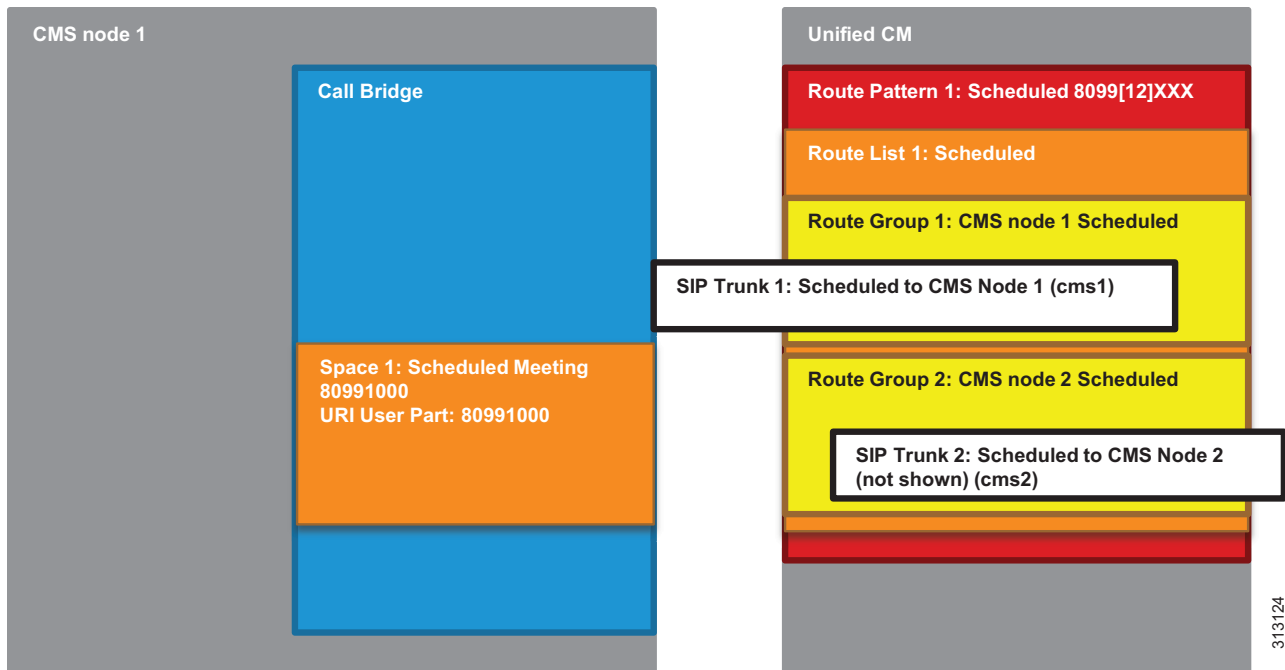 CMS node 1
Call Bridge
Space 1: Scheduled Meeting
80991000
URI User Part: 80991000
SIP Trunk 1: Scheduled to CMS Node 1 (cms1)
Unified CM
Route Pattern 1: Scheduled 8099[12]XXX
Route List 1: Scheduled
Route Group 1: CMS node 1 Scheduled
Route Group 2: CMS node 2 Scheduled
SIP Trunk 2: Scheduled to CMS Node 2
(not shown) (cms2)
313124